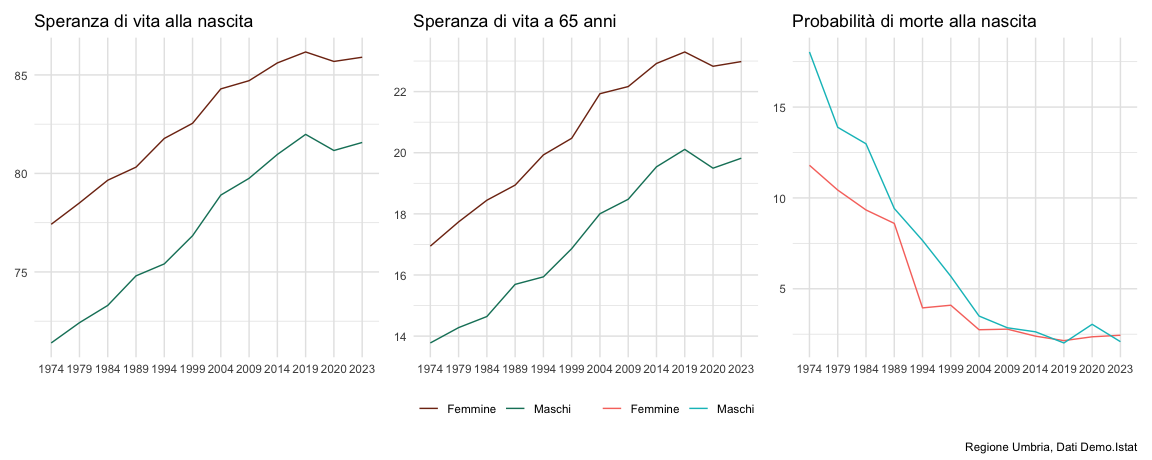 Speranza di vita alla nascita
85
80
75
1974 1979 1984 1989 1994 1999 2004 2009 2014 2019 2020 2023
Speranza di vita a 65 anni
22
20
18
16
14
1974 1979 1984 1989 1994 1999 2004 2009 2014 2019 2020 2023
Probabilità di morte alla nascita
15
10
5
1974 1979 1984 1989 1994 1999 2004 2009 2014 2019 2020 2023
Femmine Maschi Femmine Maschi
Regione Umbria, Dati Demo.Istat